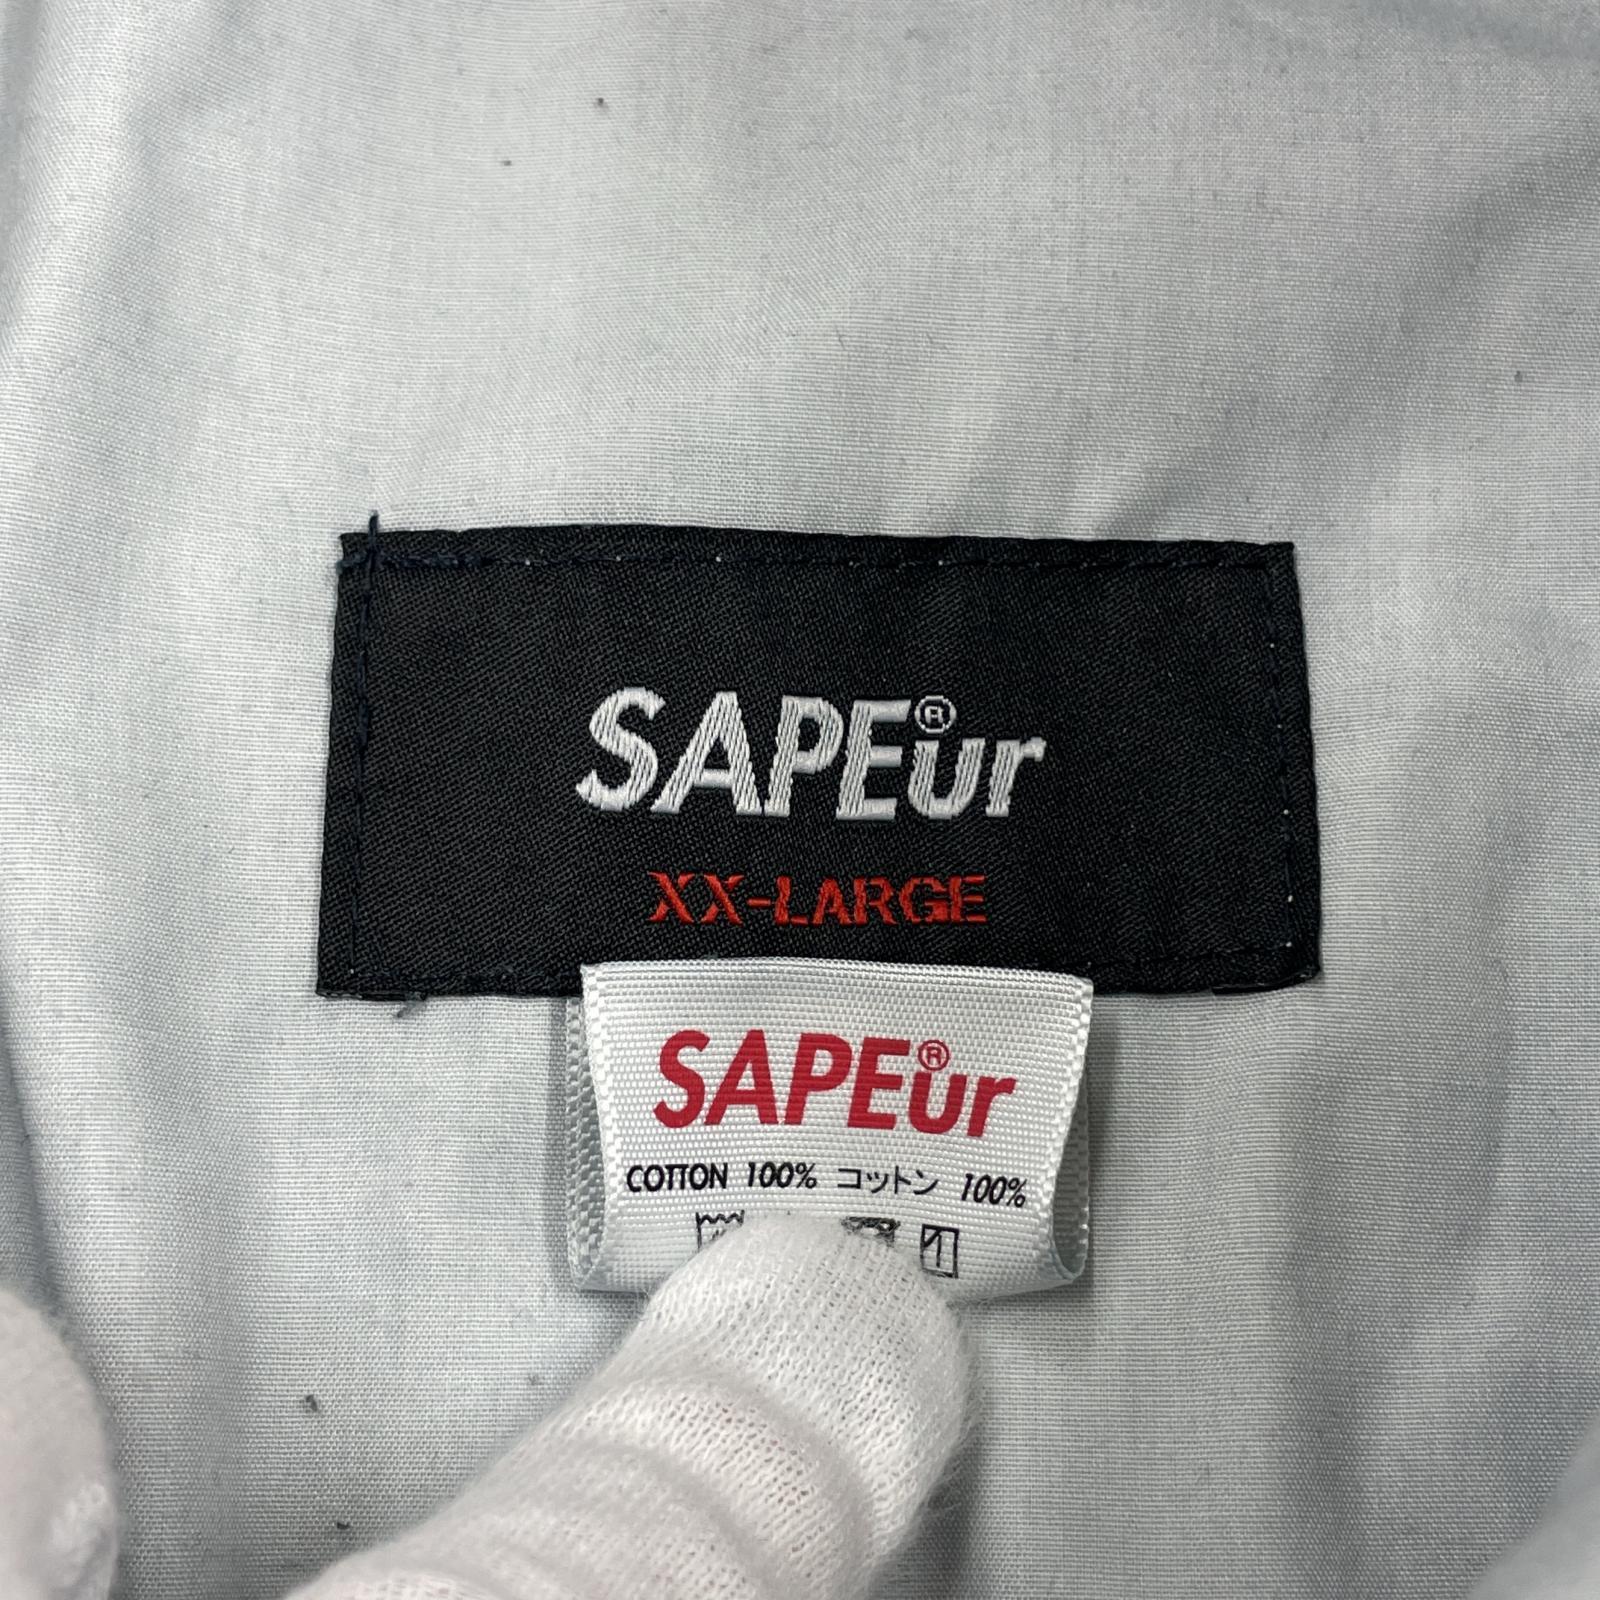 SAPEur®
XX-LARGE
SAPEur®
COTTON 100% コットン 100%